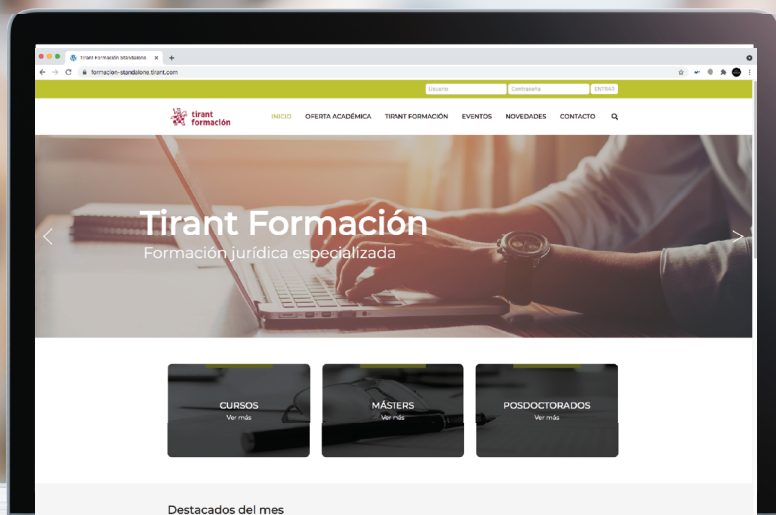 Tirant Formación Standalone
formacion-standalone.tirant.com
Usuario Contraseña ENTRAR
tirant
formación
INICIO OFERTA ACADÉMICA TIRANT FORMACIÓN EVENTOS NOVEDADES CONTACTO
Tirant Formación
Formación jurídica especializada
CURSOS
Ver más
MÁSTERS
Ver más
POSDOCTORADOS
Ver más
Destacados del mes